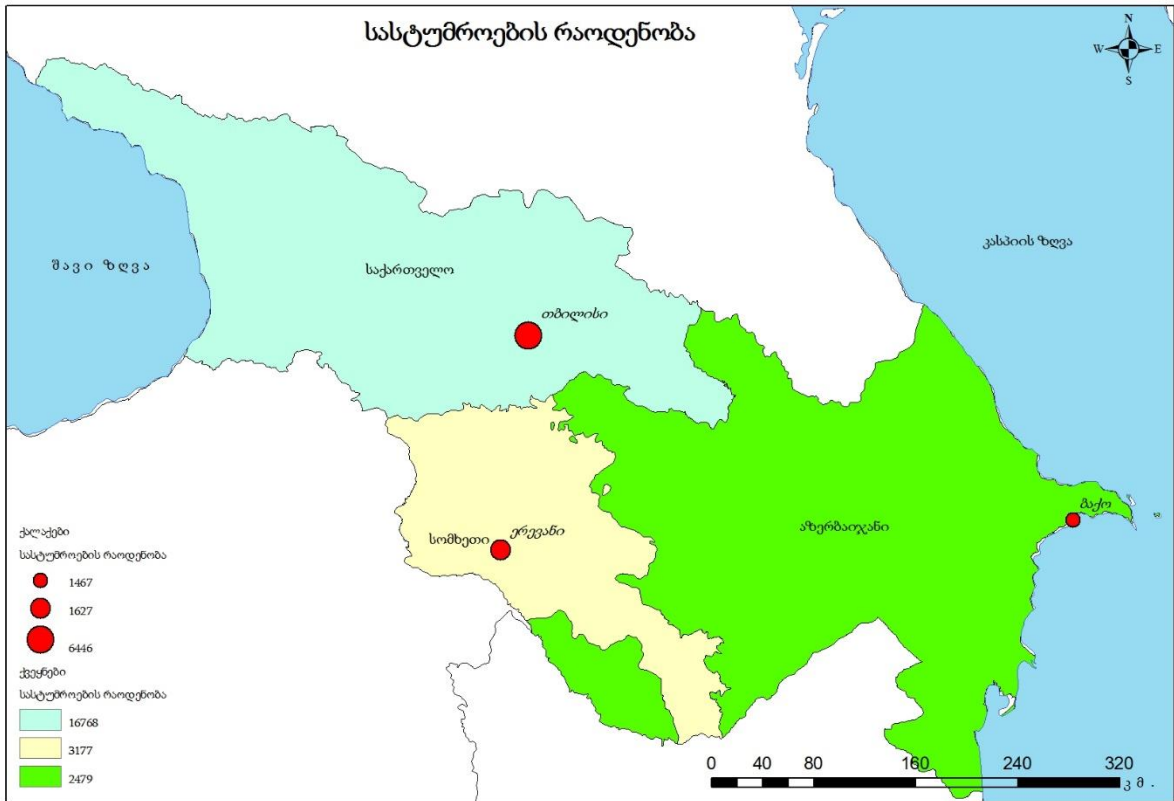 სასტუმროების რაოდენობა
N
W E
S
კასპიის ზღვა
შავი ზღვა
საქართველო
თბილისი
ბაქო
აზერბაიჯანი
სომხეთი
ერევანი
ქალაქები
სასტუმროების რაოდენობა
1467
1627
6446
ქვეყნები
სასტუმროების რაოდენობა
16768
3177
2479
0 40 80 160 240 320
კმ.